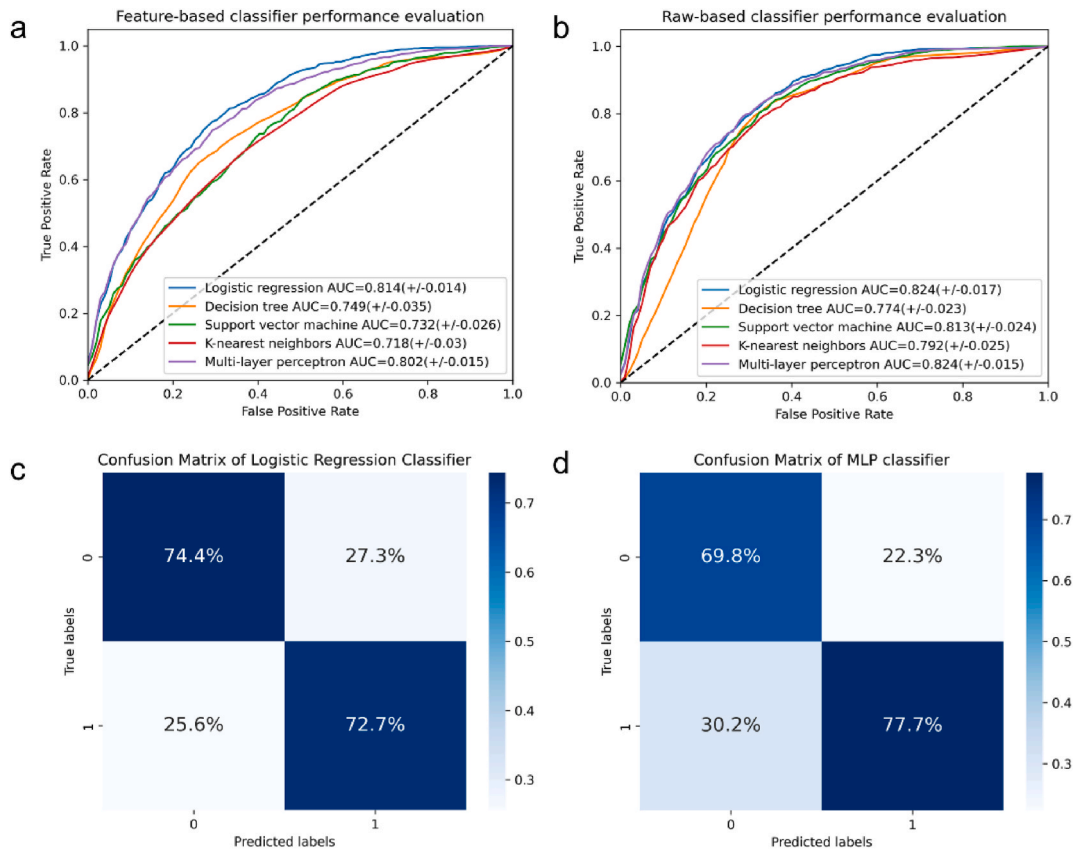 a
Feature-based classifier performance evaluation
1.0
0.8
0.6
0.4
0.2
0.0
True Positive Rate
Logistic regression AUC=0.814(+/-0.014)
Decision tree AUC=0.749(+/-0.035)
Support vector machine AUC=0.732(+/-0.026)
K-nearest neighbors AUC=0.718(+/-0.03)
Multi-layer perceptron AUC=0.802(+/-0.015)
0.0 0.2 0.4 0.6 0.8 1.0
False Positive Rate
b
Raw-based classifier performance evaluation
1.0
0.8
0.6
0.4
0.2
0.0
True Positive Rate
Logistic regression AUC=0.824(+/-0.017)
Decision tree AUC=0.774(+/-0.023)
Support vector machine AUC=0.813(+/-0.024)
K-nearest neighbors AUC=0.792(+/-0.025)
Multi-layer perceptron AUC=0.824(+/-0.015)
0.0 0.2 0.4 0.6 0.8 1.0
False Positive Rate
c
Confusion Matrix of Logistic Regression Classifier
True labels
0
1
74.4% 27.3%
25.6% 72.7%
0 1
Predicted labels
0.7
0.6
0.5
0.4
0.3
d
Confusion Matrix of MLP classifier
True labels
0
1
69.8% 22.3%
30.2% 77.7%
0 1
Predicted labels
0.7
0.6
0.5
0.4
0.3